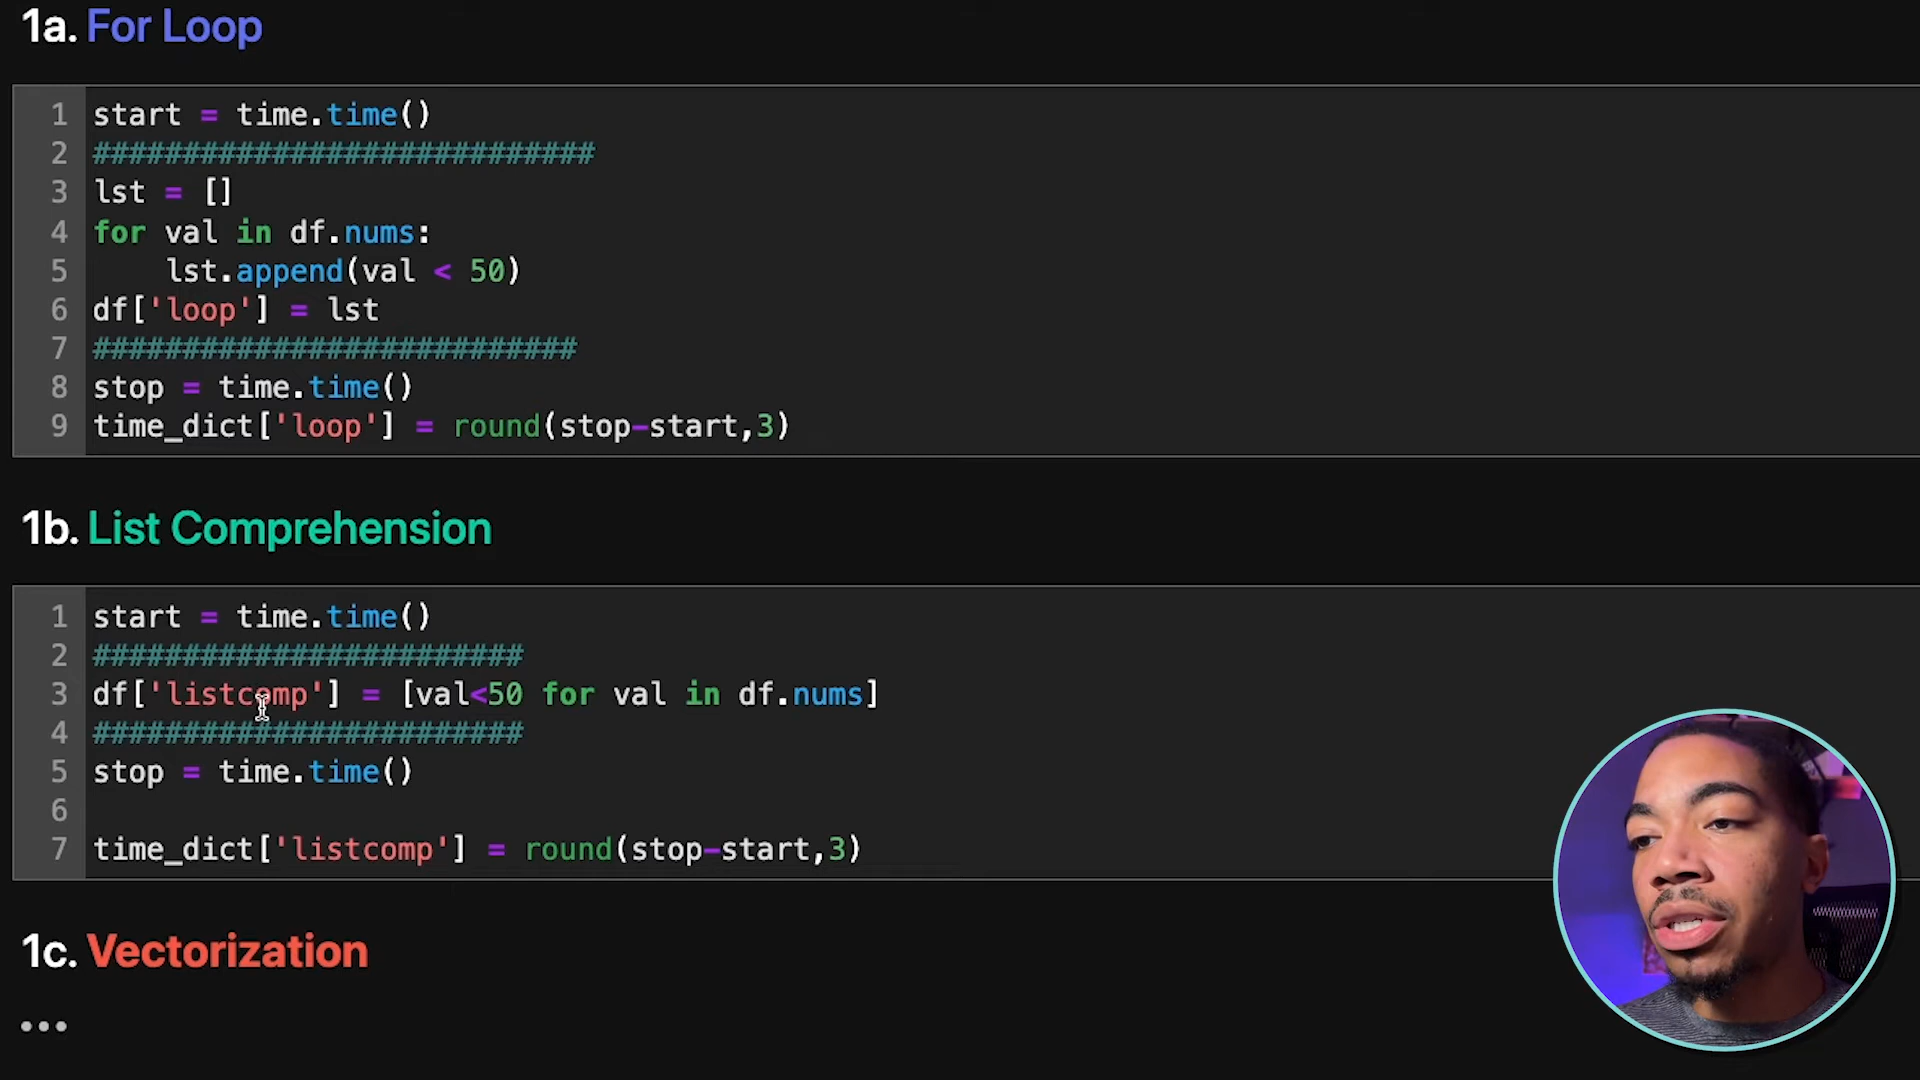 1a. For Loop
1 start = time.time()
2 ############################
3 lst = []
4 for val in df.nums:
5     lst.append(val < 50)
6 df['loop'] = lst
7 ###########################
8 stop = time.time()
9 time_dict['loop'] = round(stop-start,3)
1b. List Comprehension
1 start = time.time()
2 ########################
3 df['listcomp'] = [val<50 for val in df.nums]
4 ########################
5 stop = time.time()
6
7 time_dict['listcomp'] = round(stop-start,3)
1c. Vectorization
•••